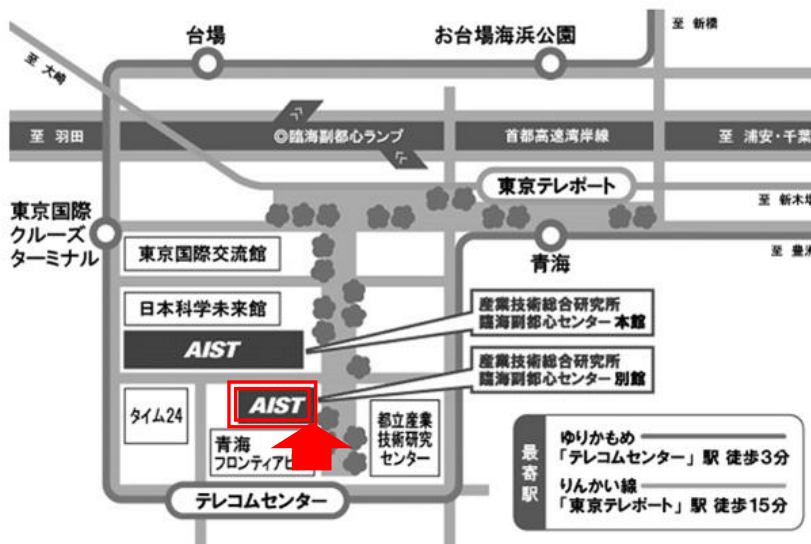 至 新橋
台場
お台場海浜公園
至 大崎
至 羽田
◎臨海副都心ランプ
首都高速湾岸線
至 浦安・千葉
東京テレポート
至 新木場
東京国際
クルーズ
ターミナル
青海
至 豊洲
東京国際交流館
日本科学未来館
産業技術総合研究所
臨海副都心センター 本館
AIST
産業技術総合研究所
臨海副都心センター 別館
タイム24
AIST
都立産業
技術研究
センター
青海
フロンティアビ
テレコムセンター
最寄駅
ゆりかもめ
「テレコムセンター」駅 徒歩3分
りんかい線
「東京テレポート」駅 徒歩15分